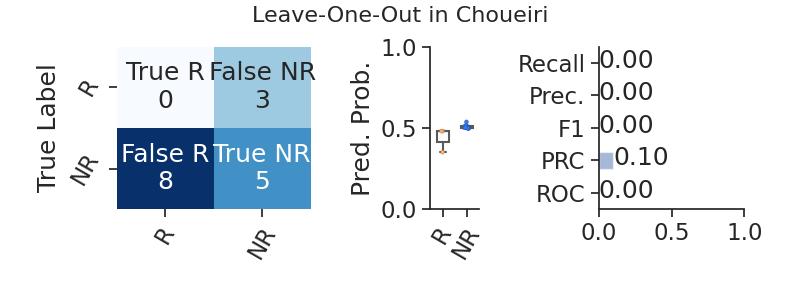 Leave-One-Out in Choueiri
True Label
R
NR
True R
0
False NR
3
False R
8
True NR
5
R
NR
Pred. Prob.
1.0
0.5
0.0
R
NR
Recall
0.00
Prec.
0.00
F1
0.00
PRC
0.10
ROC
0.00
0.0
0.5
1.0